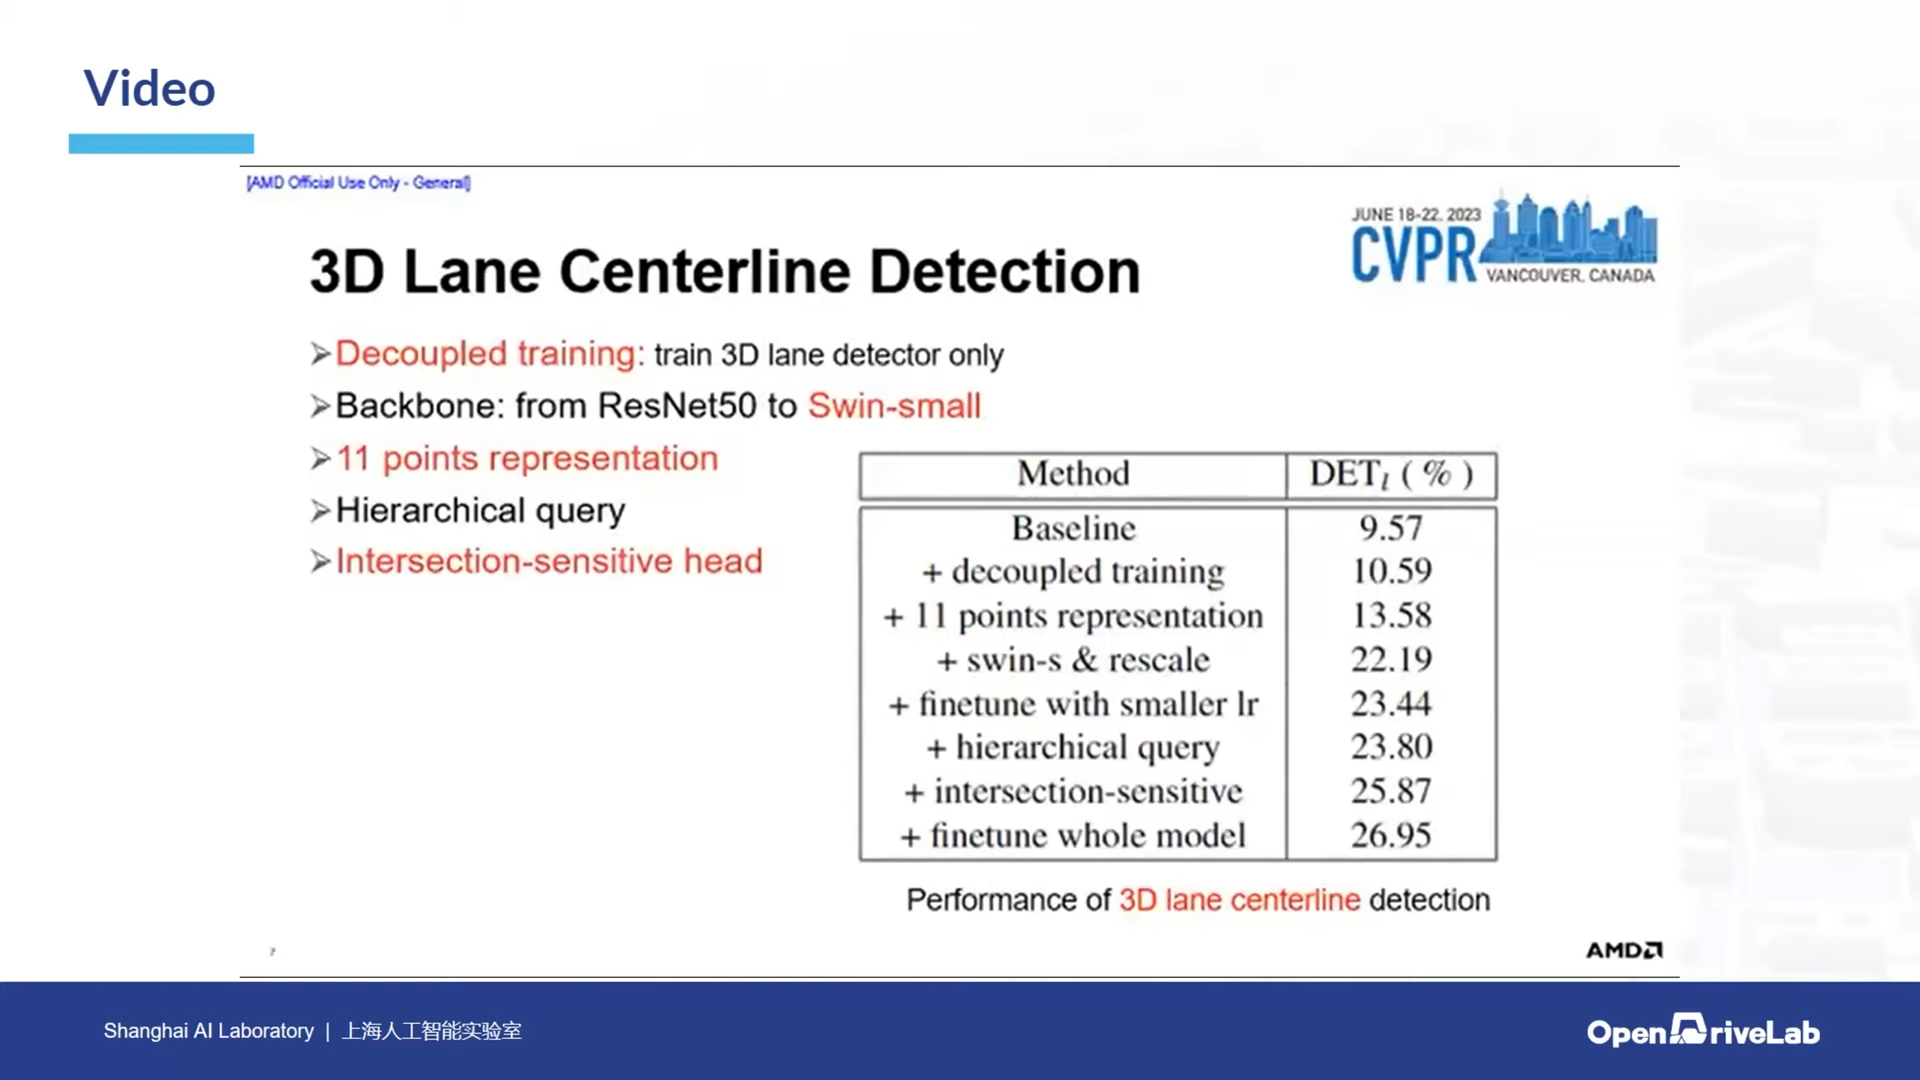 Video
[AMD Official Use Only - General]
JUNE 18-22, 2023
CVPR
VANCOUVER, CANADA
3D Lane Centerline Detection
➢Decoupled training: train 3D lane detector only
➢Backbone: from ResNet50 to Swin-small
➢11 points representation
➢Hierarchical query
➢Intersection-sensitive head
Method DETl ( % )
Baseline 9.57
+ decoupled training 10.59
+ 11 points representation 13.58
+ swin-s & rescale 22.19
+ finetune with smaller lr 23.44
+ hierarchical query 23.80
+ intersection-sensitive 25.87
+ finetune whole model 26.95
Performance of 3D lane centerline detection
7
AMD
Shanghai AI Laboratory | 上海人工智能实验室
OpenDriveLab